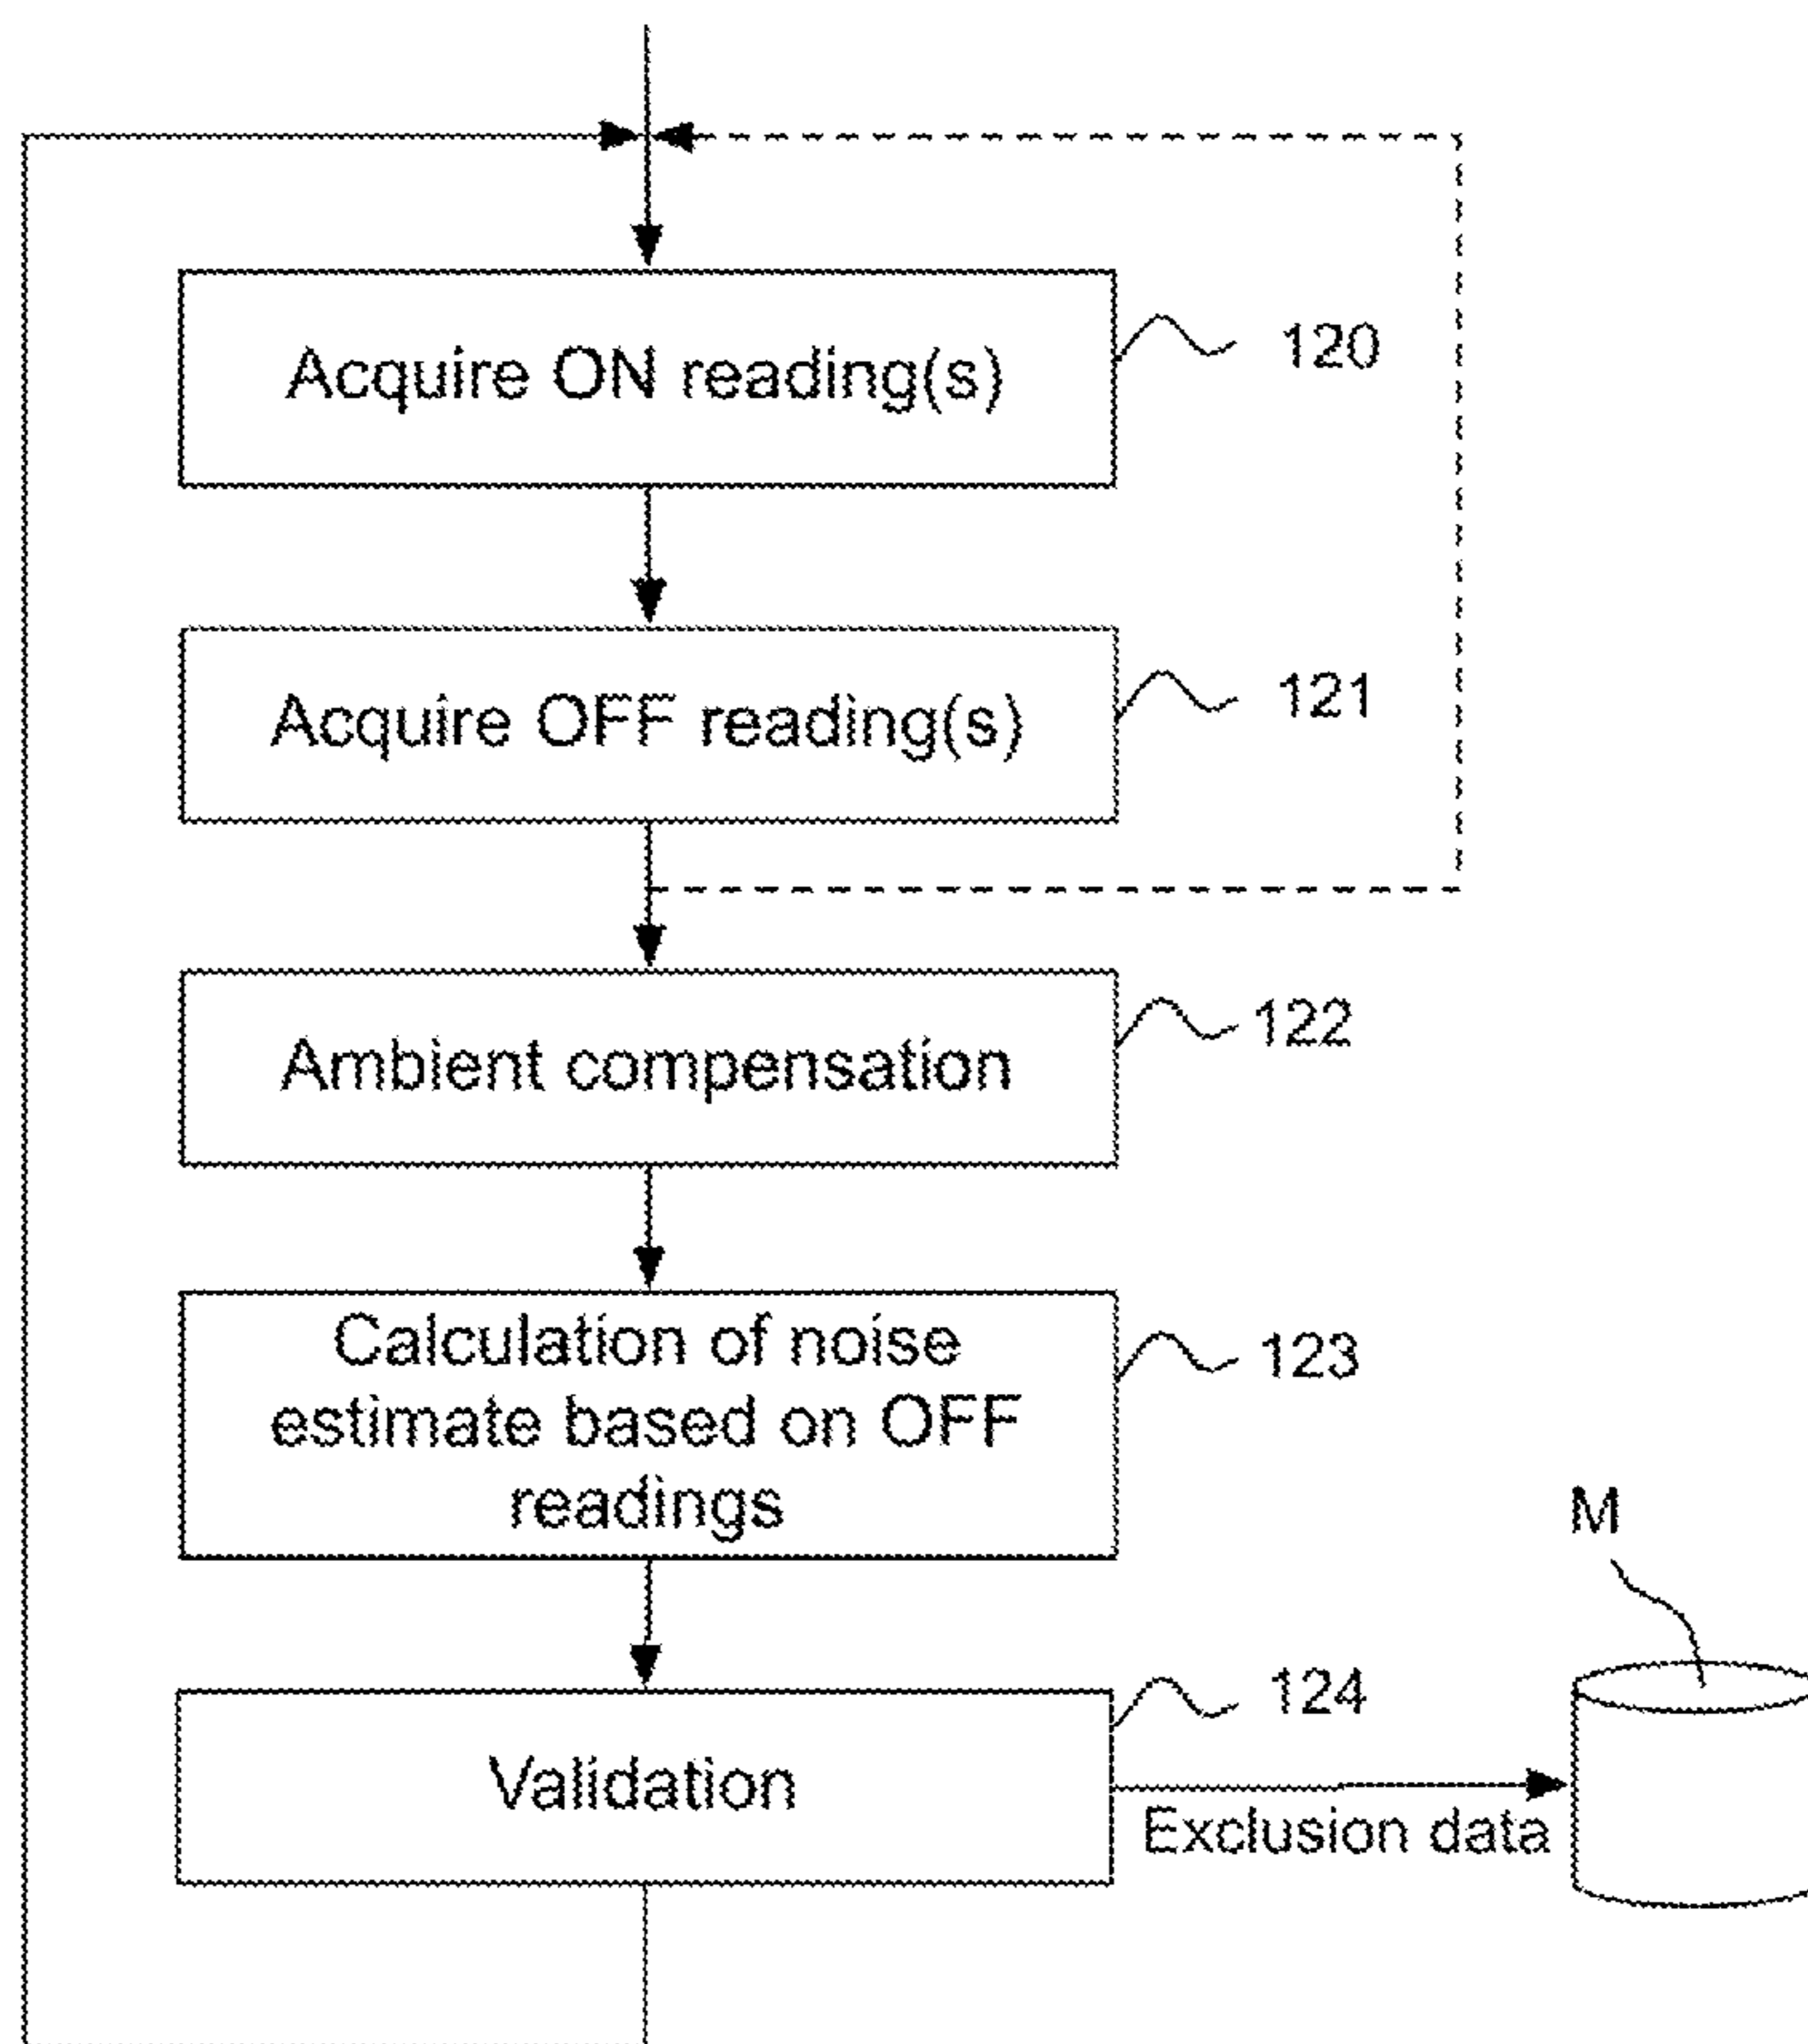 Acquire ON reading(s)
120
Acquire OFF reading(s)
121
Ambient compensation
122
Calculation of noise
estimate based on OFF
readings
123
M
Validation
124
Exclusion data